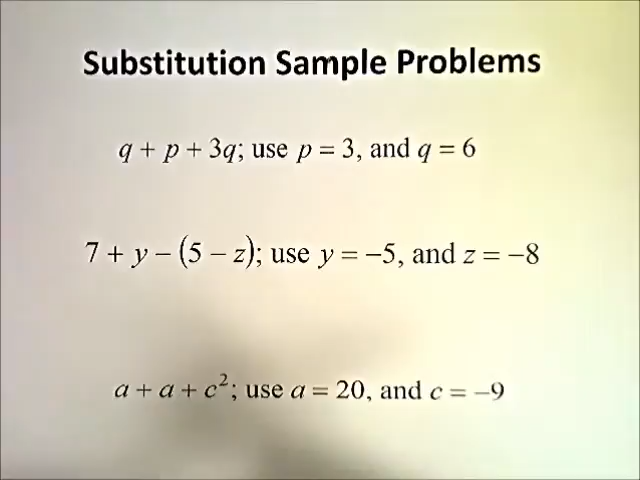 Substitution Sample Problems
q + p + 3q; use p = 3, and q = 6
7 + y − (5 − z); use y = −5, and z = −8
a + a + c²; use a = 20, and c = −9